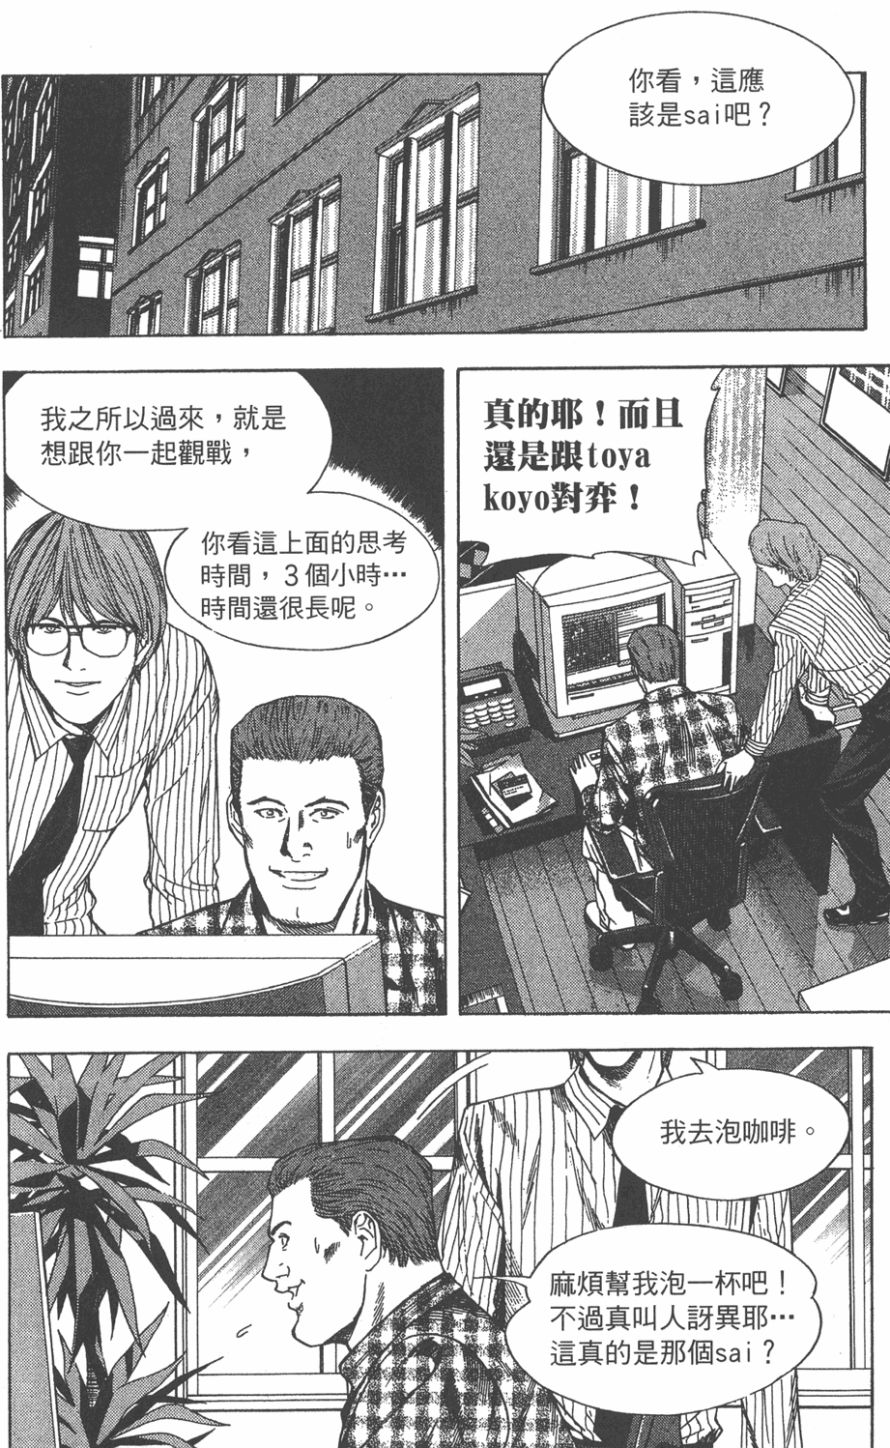 你看，這應
該是sai吧？
真的耶！而且
還是跟toya
koyo對弈！
我之所以過來，就是
想跟你一起觀戰，
你看這上面的思考
時間，３個小時…
時間還很長呢。
我去泡咖啡。
麻煩幫我泡一杯吧！
不過真叫人訝異耶…
這真的是那個sai？